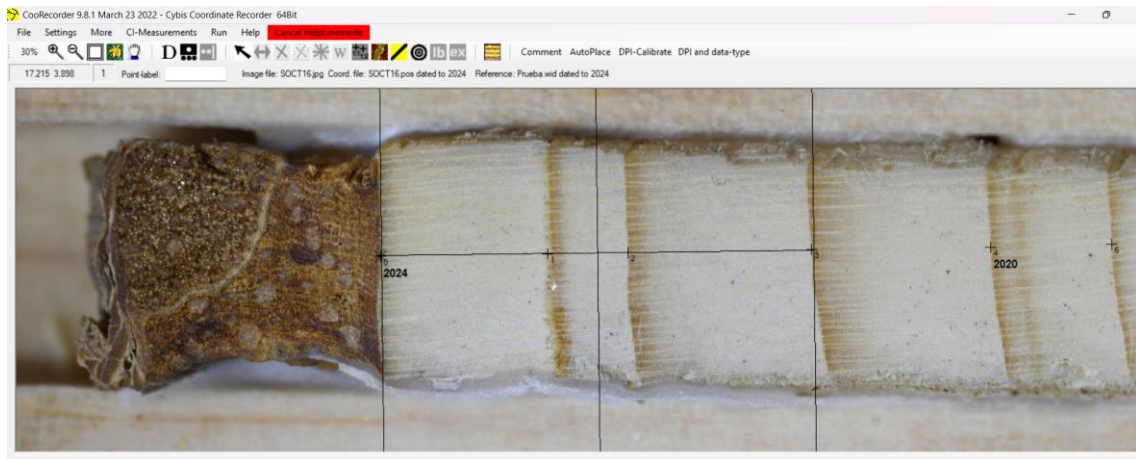 CooRecorder 9.8.1 March 23 2022 - Cybis Coordinate Recorder 64Bit
File Settings More CI-Measurements Run Help Cancel HelpLinemode
30% D W lb ex Comment AutoPlace DPI-Calibrate DPI and data-type
17.215 3.898 1 Point-label: Image file: SOCT16.jpg Coord. file: SOCT16.pos dated to 2024 Reference: Prueba.wid dated to 2024
0 1 2 3 4
2024 2020